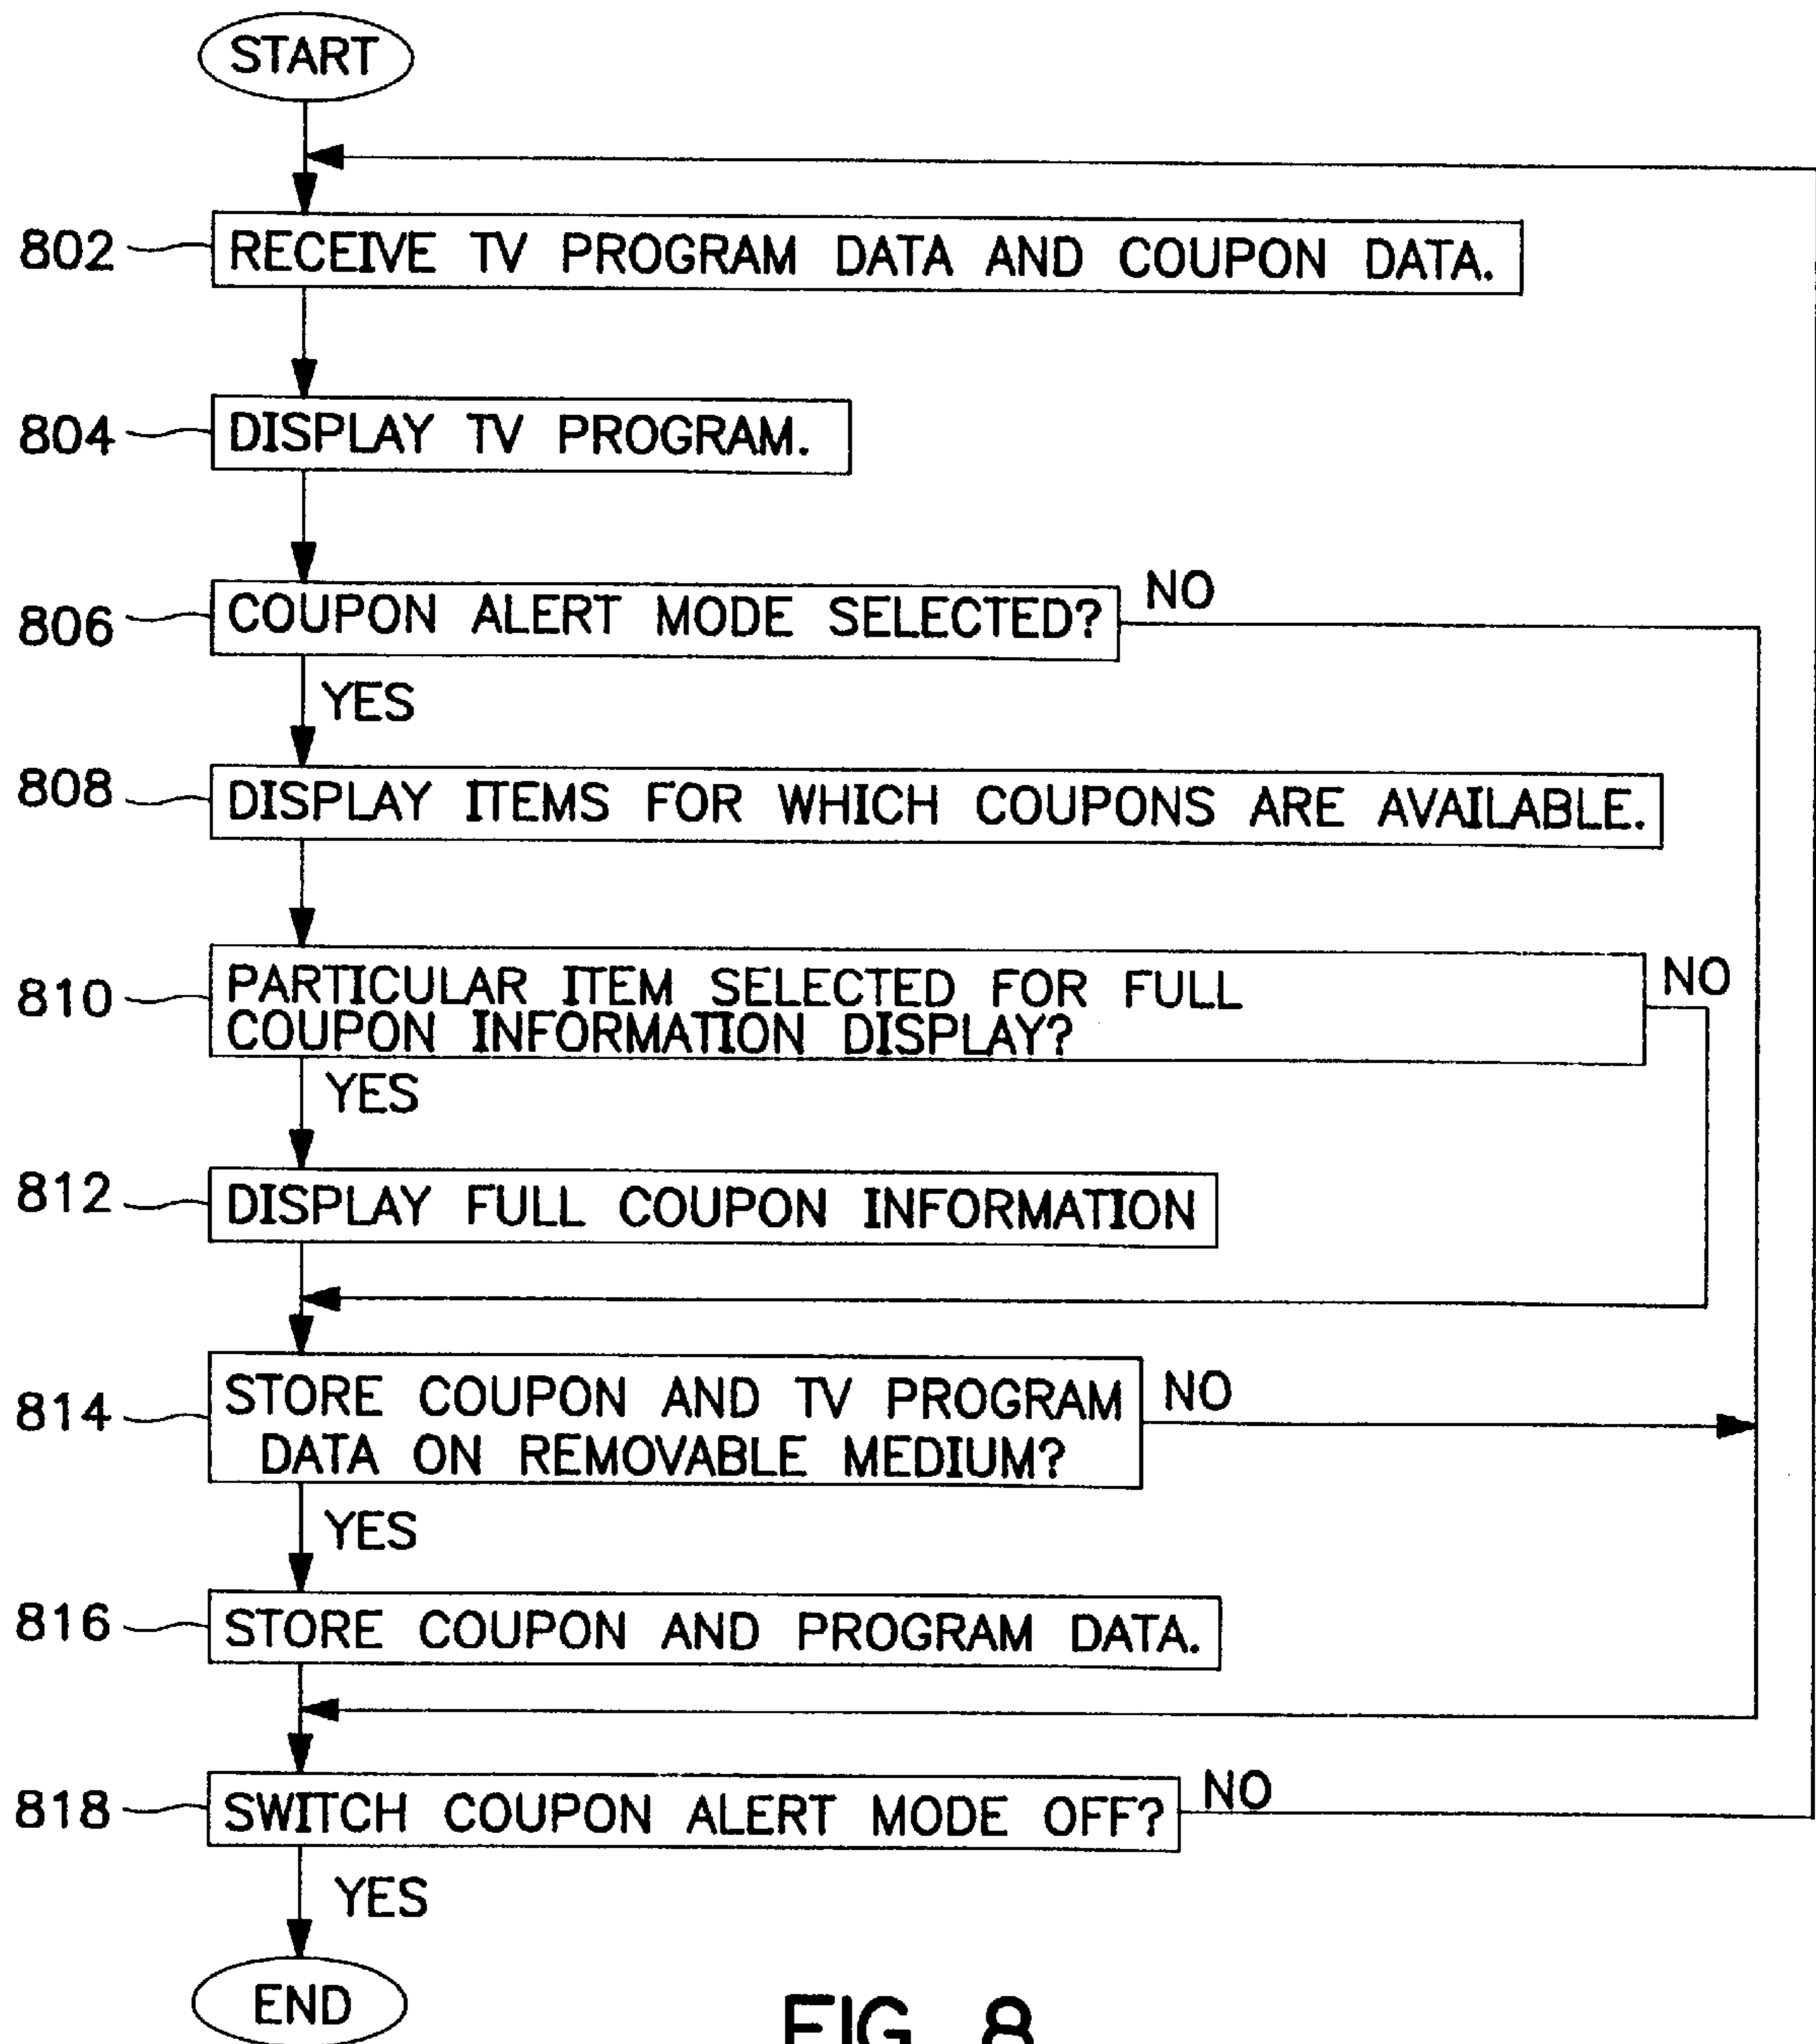 START
802 RECEIVE TV PROGRAM DATA AND COUPON DATA.
804 DISPLAY TV PROGRAM.
806 COUPON ALERT MODE SELECTED? NO
YES
808 DISPLAY ITEMS FOR WHICH COUPONS ARE AVAILABLE.
810 PARTICULAR ITEM SELECTED FOR FULL NO
COUPON INFORMATION DISPLAY?
YES
812 DISPLAY FULL COUPON INFORMATION
814 STORE COUPON AND TV PROGRAM NO
DATA ON REMOVABLE MEDIUM?
YES
816 STORE COUPON AND PROGRAM DATA.
818 SWITCH COUPON ALERT MODE OFF? NO
YES
END
FIG. 8